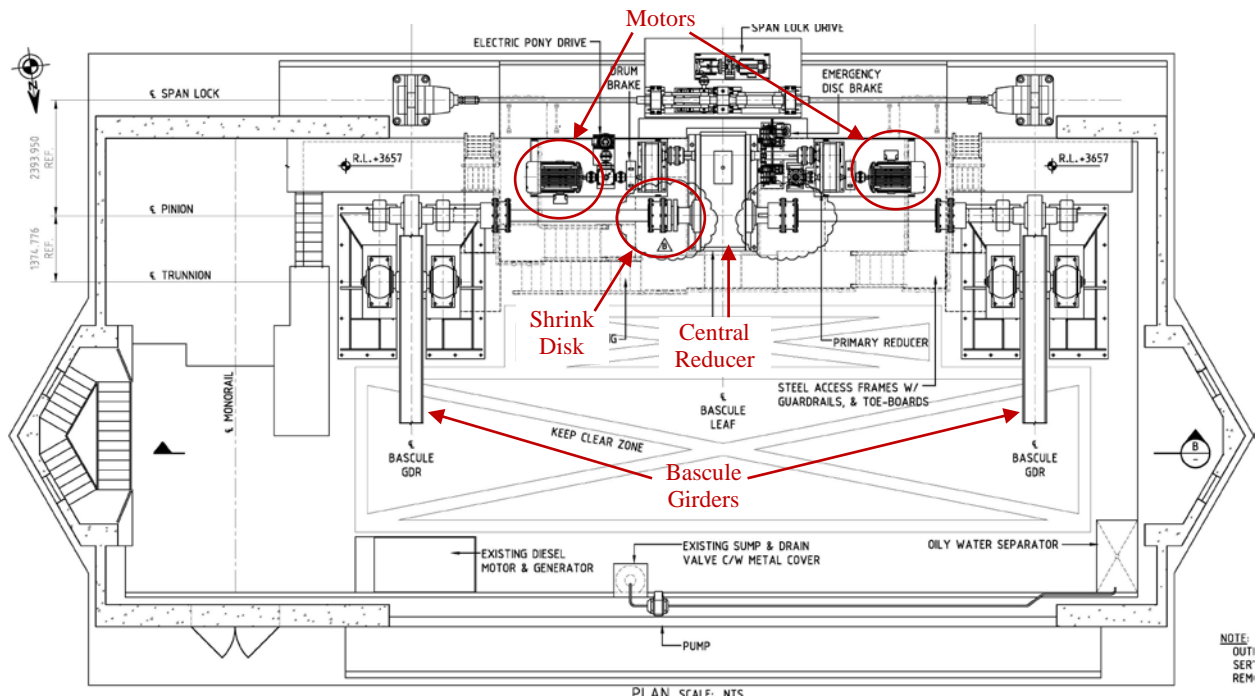 Motors
SPAN LOCK DRIVE
ELECTRIC PONY DRIVE
DRUM
BRAKE
EMERGENCY
DISC BRAKE
N
℄ SPAN LOCK
2393.950
REF.
R.L.+3657
R.L.+3657
℄ PINION
1374.776
REF.
℄ TRUNNION
B
Shrink
Disk
Central
Reducer
PRIMARY REDUCER
STEEL ACCESS FRAMES W/
GUARDRAILS, & TOE-BOARDS
℄ MONORAIL
℄
BASCULE
LEAF
KEEP CLEAR ZONE
℄
BASCULE
GDR
℄
BASCULE
GDR
B
-
Bascule
Girders
EXISTING DIESEL
MOTOR & GENERATOR
EXISTING SUMP & DRAIN
VALVE C/W METAL COVER
OILY WATER SEPARATOR
PUMP
NOTE:
PLAN SCALE: NTS